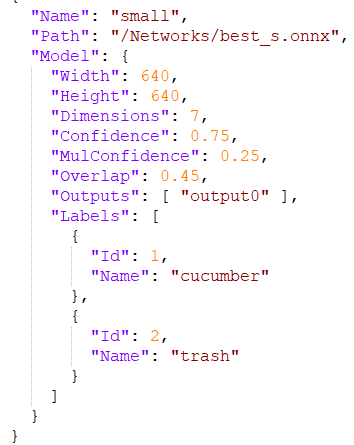 {
  "Name": "small",
  "Path": "/Networks/best_s.onnx",
  "Model": {
    "Width": 640,
    "Height": 640,
    "Dimensions": 7,
    "Confidence": 0.75,
    "MulConfidence": 0.25,
    "Overlap": 0.45,
    "Outputs": [ "output0" ],
    "Labels": [
      {
        "Id": 1,
        "Name": "cucumber"
      },
      {
        "Id": 2,
        "Name": "trash"
      }
    ]
  }
}